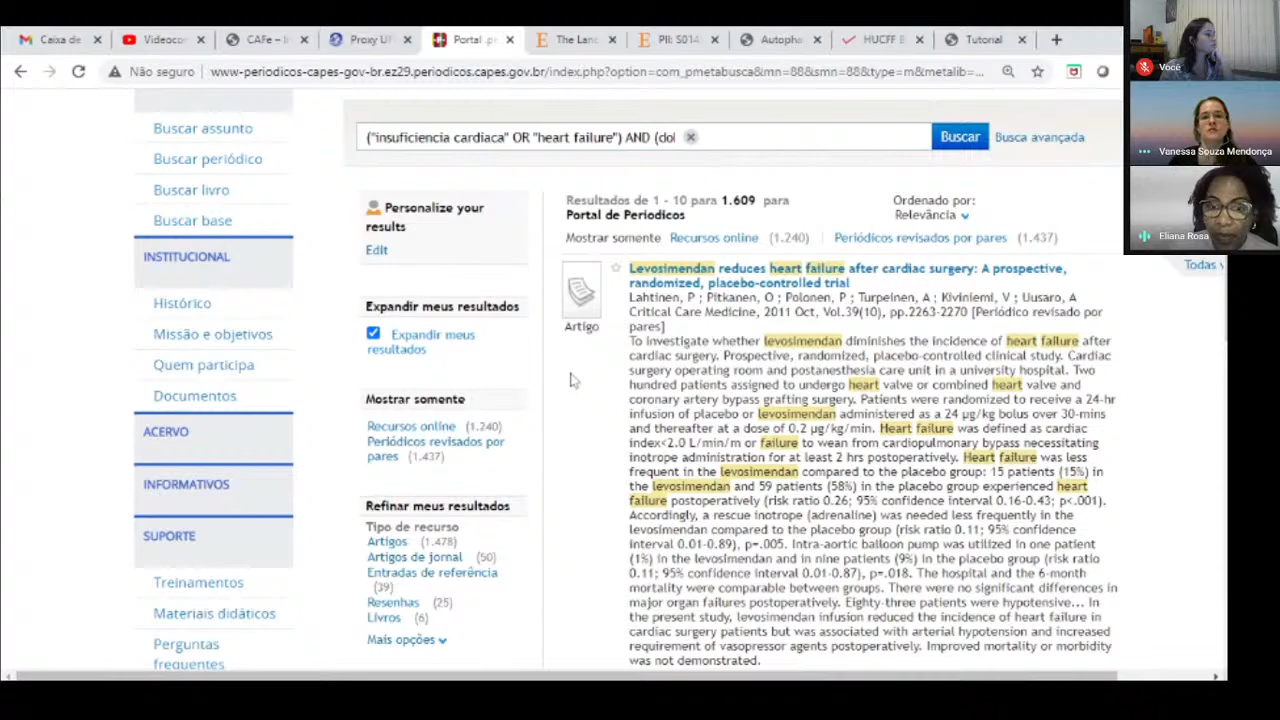 Caixa de
Videocor
CAFe – I
Proxy UF
Portal .pe
The Lan
PII: S014
Autopha
HUCFF
Tutorial
Não seguro
www-periodicos-capes-gov-br.ez29.periodicos.capes.gov.br/index.php?option=com_pmetabusca&mn=88&smn=88&type=m&metalib=...
Você
Vanessa Souza Mendonça
Eliana Rosa
Buscar assunto
Buscar periódico
Buscar livro
Buscar base
INSTITUCIONAL
Histórico
Missão e objetivos
Quem participa
Documentos
ACERVO
INFORMATIVOS
SUPORTE
Treinamentos
Materiais didáticos
Perguntas
frequentes
("insuficiencia cardiaca" OR "heart failure") AND (dol
Buscar
Busca avançada
Personalize your
results
Edit
Expandir meus resultados
Expandir meus
resultados
Mostrar somente
Recursos online (1.240)
Periódicos revisados por
pares (1.437)
Refinar meus resultados
Tipo de recurso
Artigos (1.478)
Artigos de jornal (50)
Entradas de referência
(39)
Resenhas (25)
Livros (6)
Mais opções
Resultados de 1 - 10 para 1.609 para
Portal de Periodicos
Ordenado por:
Relevância
Mostrar somente Recursos online (1.240) Periódicos revisados por pares (1.437)
Todas
Artigo
Levosimendan reduces heart failure after cardiac surgery: A prospective,
randomized, placebo-controlled trial
Lahtinen, P ; Pitkanen, O ; Polonen, P ; Turpeinen, A ; Kiviniemi, V ; Uusaro, A
Critical Care Medicine, 2011 Oct, Vol.39(10), pp.2263-2270 [Periódico revisado por
pares]
To investigate whether levosimendan diminishes the incidence of heart failure after
cardiac surgery. Prospective, randomized, placebo-controlled clinical study. Cardiac
surgery operating room and postanesthesia care unit in a university hospital. Two
hundred patients assigned to undergo heart valve or combined heart valve and
coronary artery bypass grafting surgery. Patients were randomized to receive a 24-hr
infusion of placebo or levosimendan administered as a 24 μg/kg bolus over 30-mins
and thereafter at a dose of 0.2 μg/kg/min. Heart failure was defined as cardiac
index<2.0 L/min/m or failure to wean from cardiopulmonary bypass necessitating
inotrope administration for at least 2 hrs postoperatively. Heart failure was less
frequent in the levosimendan compared to the placebo group: 15 patients (15%) in
the levosimendan and 59 patients (58%) in the placebo group experienced heart
failure postoperatively (risk ratio 0.26; 95% confidence interval 0.16-0.43; p<.001).
Accordingly, a rescue inotrope (adrenaline) was needed less frequently in the
levosimendan compared to the placebo group (risk ratio 0.11; 95% confidence
interval 0.01-0.89), p=.005. Intra-aortic balloon pump was utilized in one patient
(1%) in the levosimendan and in nine patients (9%) in the placebo group (risk ratio
0.11; 95% confidence interval 0.01-0.87), p=.018. The hospital and the 6-month
mortality were comparable between groups. There were no significant differences in
major organ failures postoperatively. Eighty-three patients were hypotensive... In
the present study, levosimendan infusion reduced the incidence of heart failure in
cardiac surgery patients but was associated with arterial hypotension and increased
requirement of vasopressor agents postoperatively. Improved mortality or morbidity
was not demonstrated.